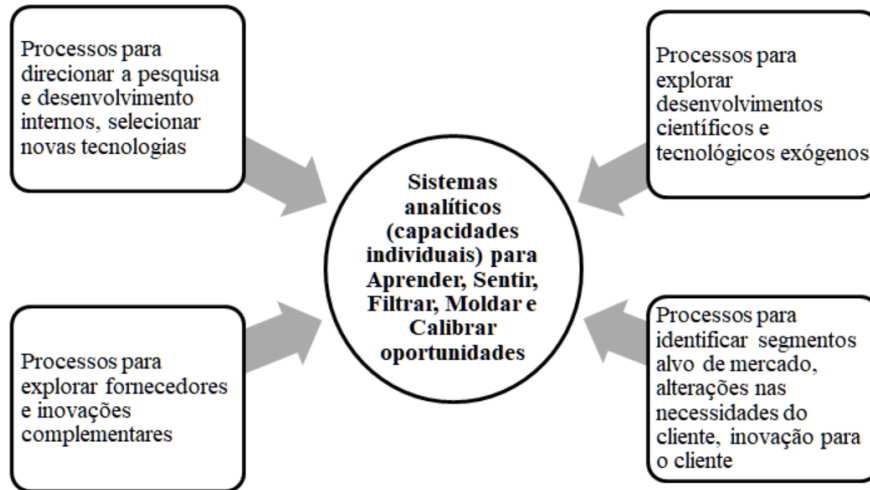 Processos para
direcionar a pesquisa
e desenvolvimento
internos, selecionar
novas tecnologias
Processos para
explorar
desenvolvimentos
científicos e
tecnológicos exógenos
Sistemas
analíticos
(capacidades
individuais) para
Aprender, Sentir,
Filtrar, Moldar e
Calibrar
oportunidades
Processos para
explorar fornecedores
e inovações
complementares
Processos para
identificar segmentos
alvo de mercado,
alterações nas
necessidades do
cliente, inovação para
o cliente